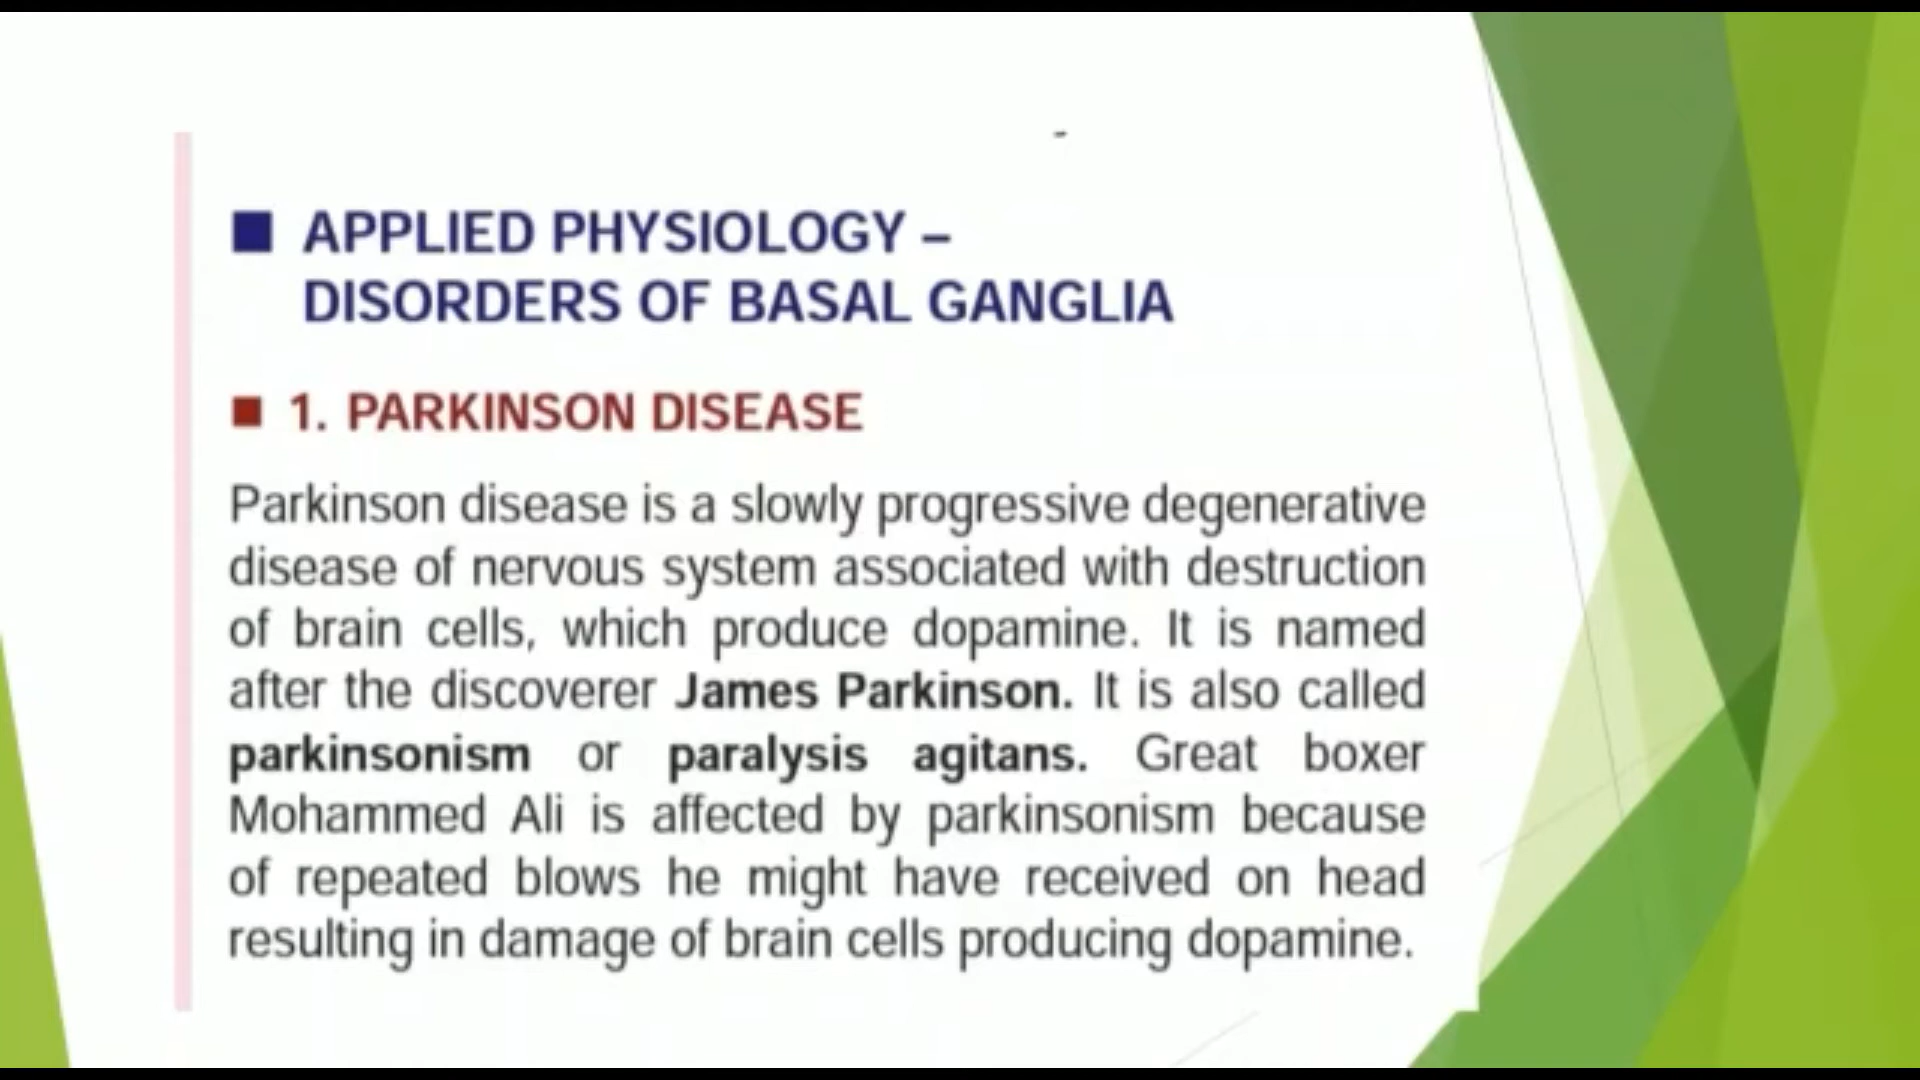 APPLIED PHYSIOLOGY –
DISORDERS OF BASAL GANGLIA
1. PARKINSON DISEASE
Parkinson disease is a slowly progressive degenerative
disease of nervous system associated with destruction
of brain cells, which produce dopamine. It is named
after the discoverer James Parkinson. It is also called
parkinsonism or paralysis agitans. Great boxer
Mohammed Ali is affected by parkinsonism because
of repeated blows he might have received on head
resulting in damage of brain cells producing dopamine.